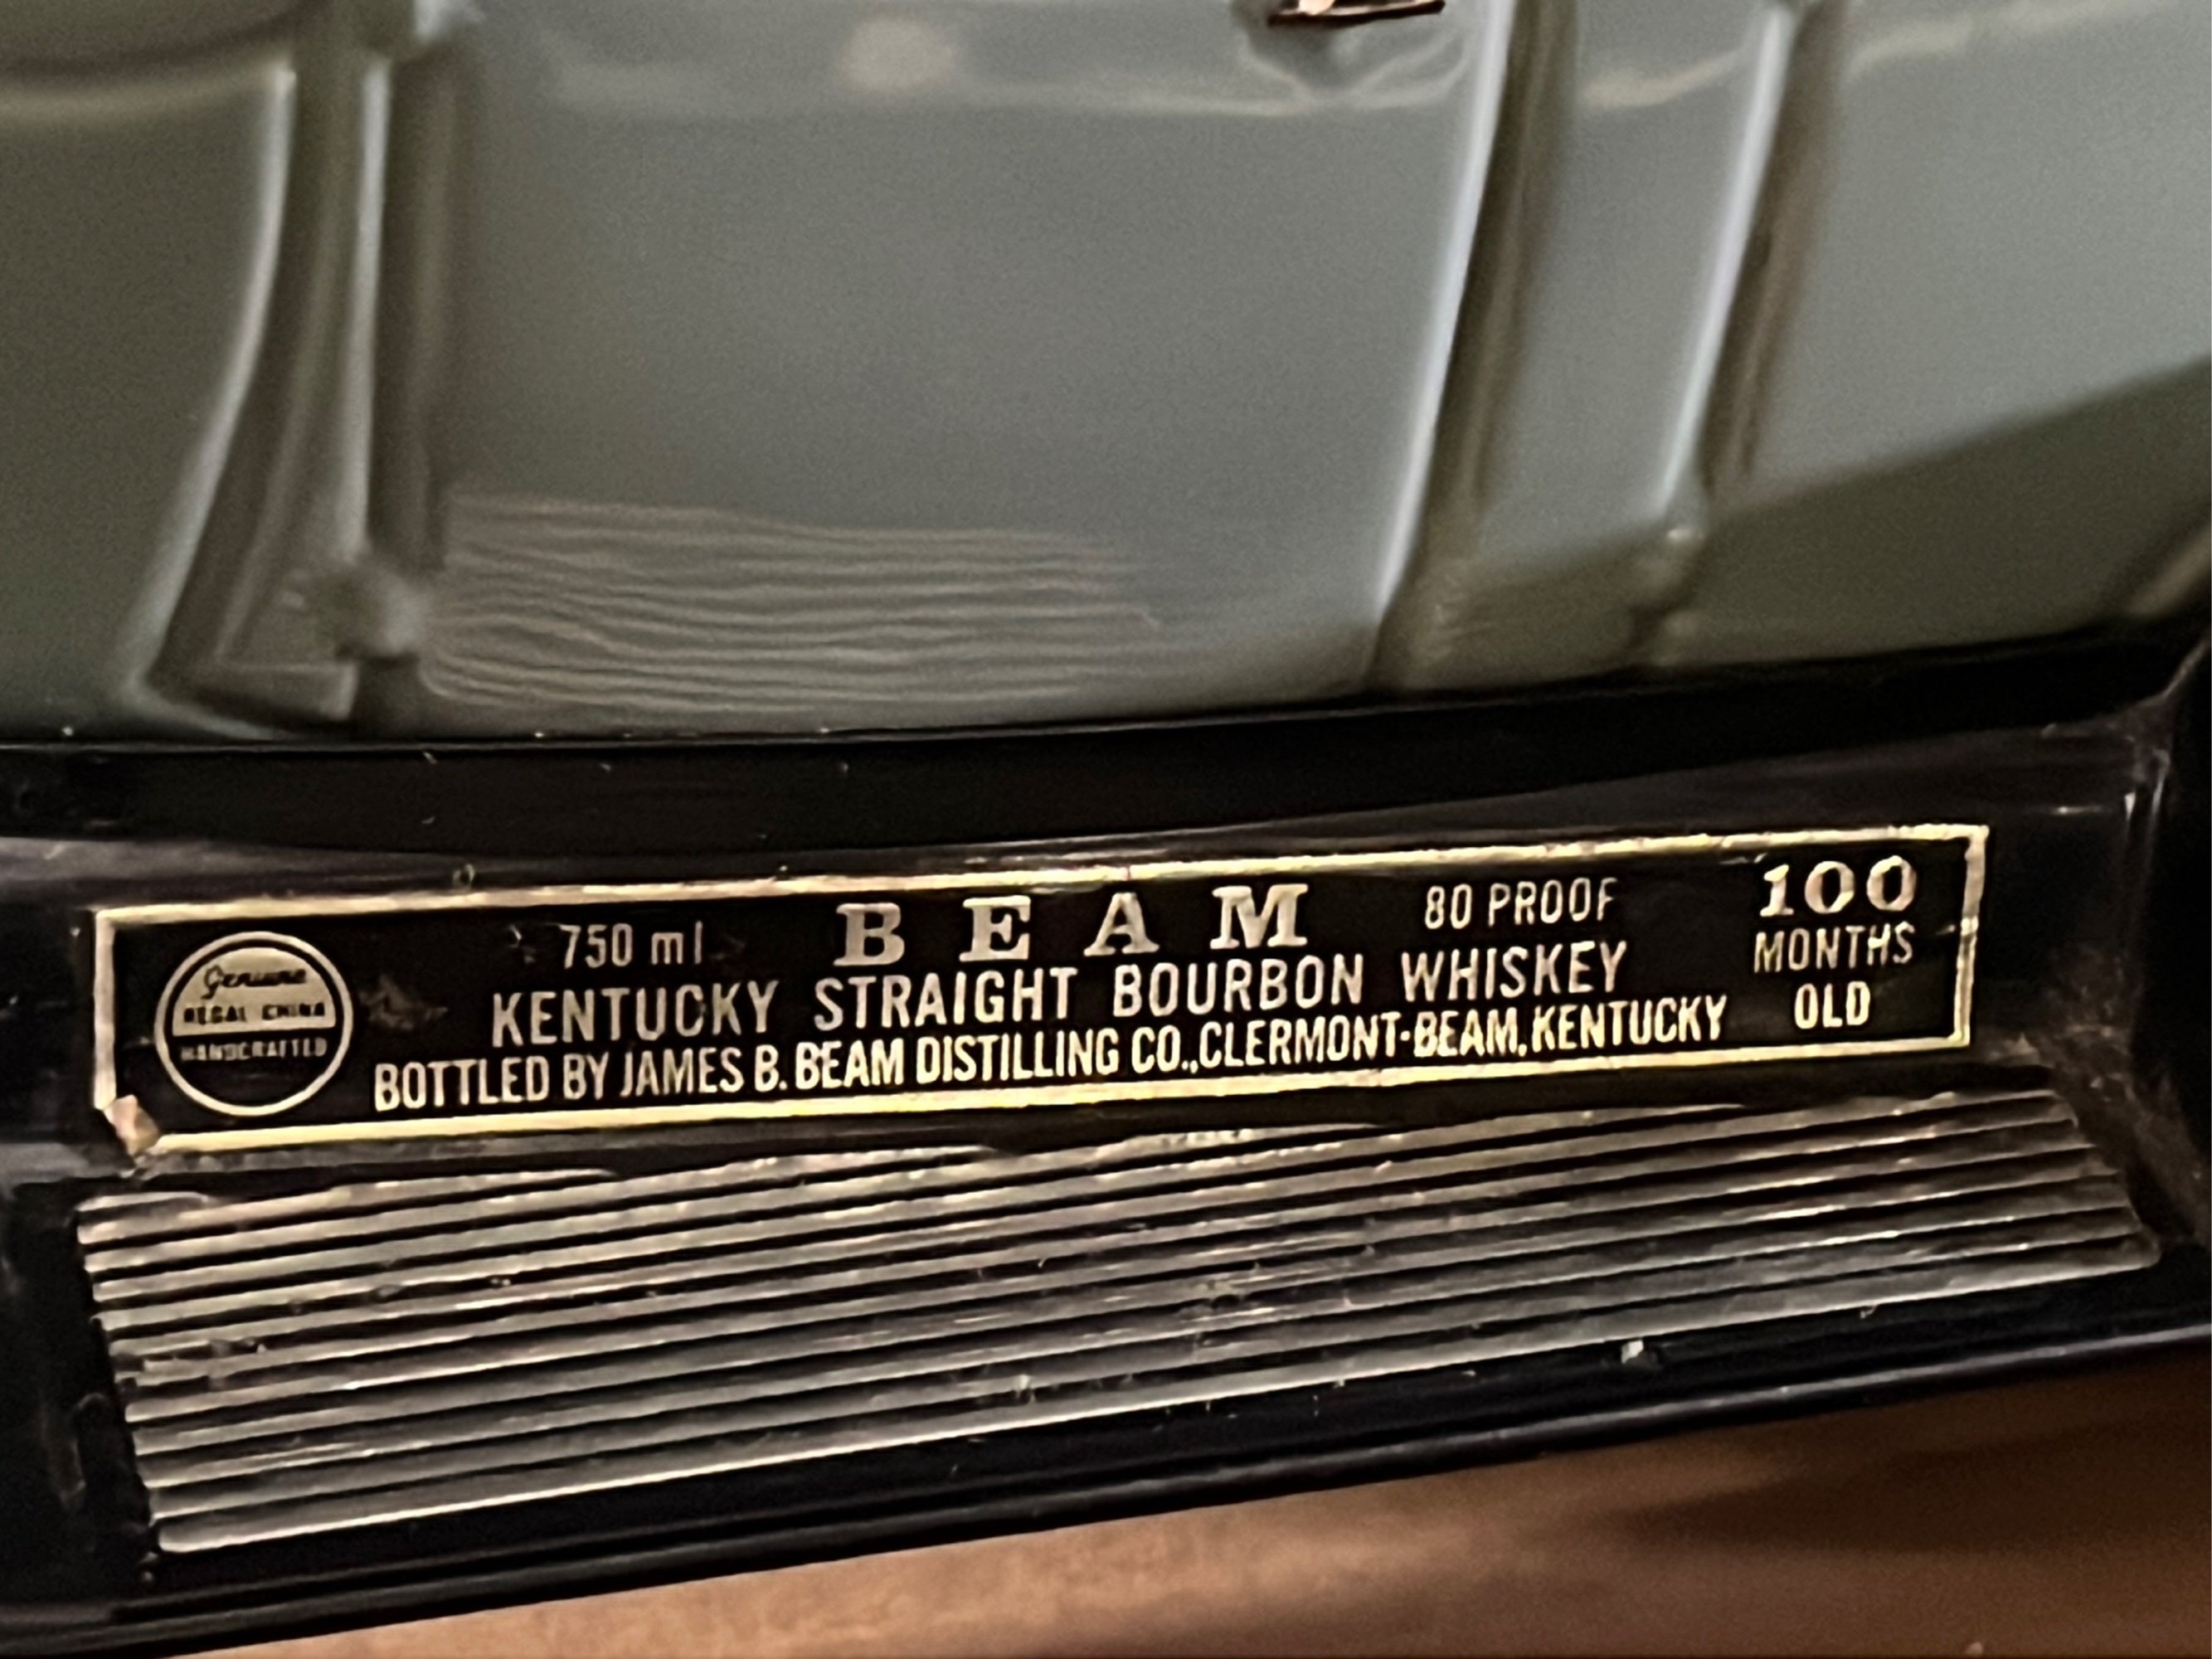 Genuine
REGAL CHINA
HANDCRAFTED
750 ml BEAM 80 PROOF
KENTUCKY STRAIGHT BOURBON WHISKEY
BOTTLED BY JAMES B. BEAM DISTILLING CO., CLERMONT-BEAM, KENTUCKY
100
MONTHS
OLD